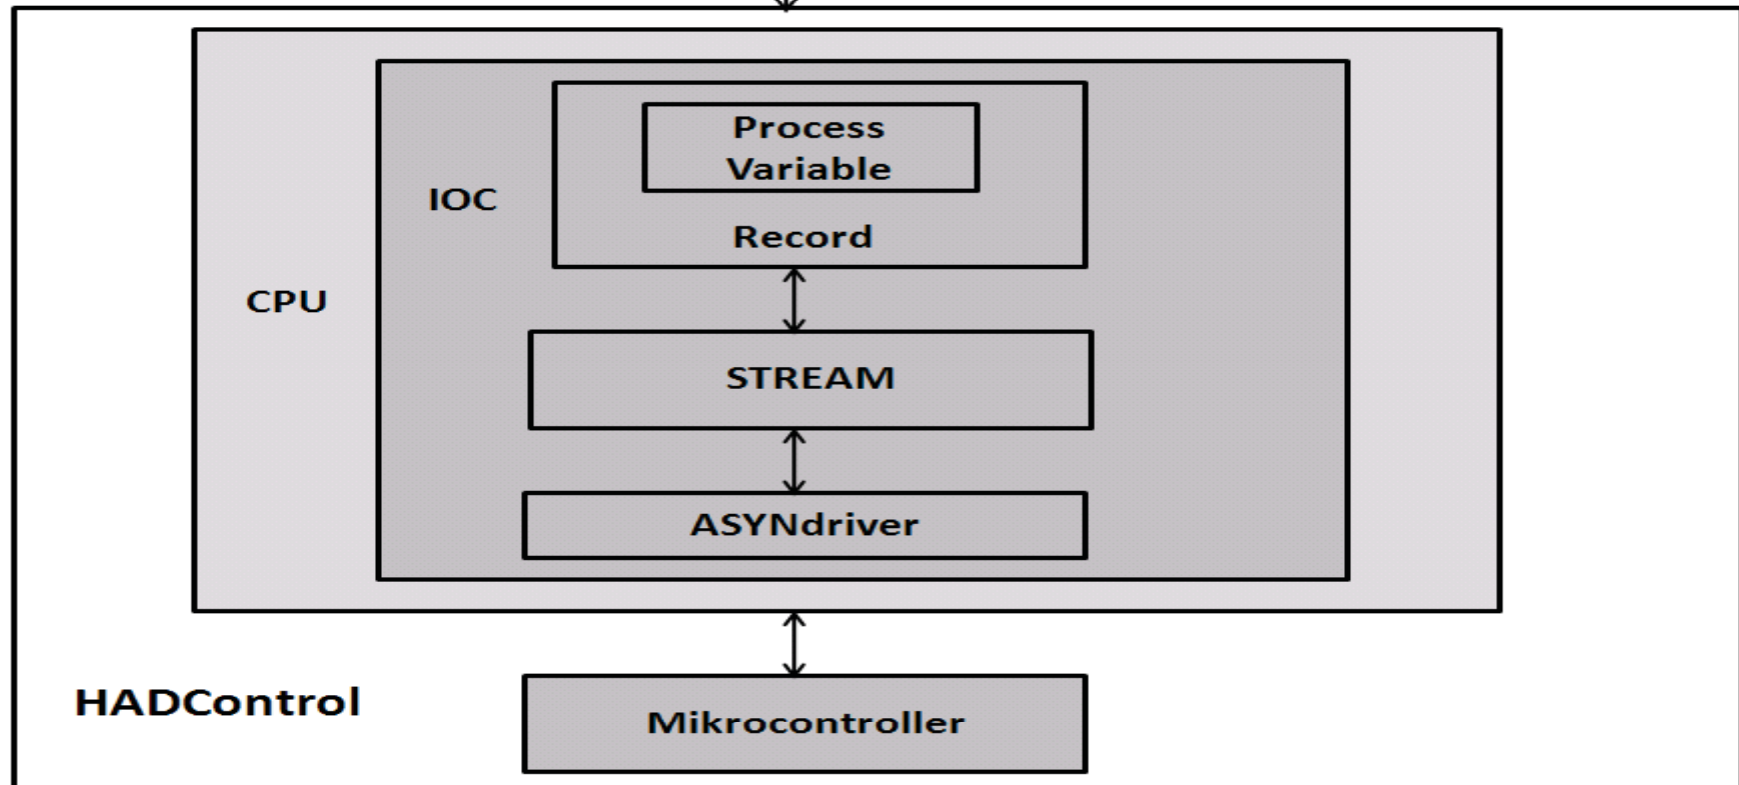 Process
Variable
IOC
Record
CPU
STREAM
ASYNdriver
HADControl
Mikrocontroller